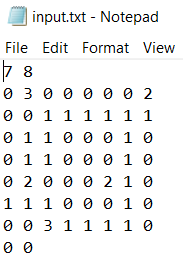 input.txt - Notepad
File Edit Format View
7 8
0 3 0 0 0 0 0 2
0 0 1 1 1 1 1 1
0 1 1 0 0 0 1 0
0 1 1 0 0 0 1 0
0 2 0 0 0 2 1 0
1 1 1 0 0 0 1 0
0 0 3 1 1 1 1 0
0 0